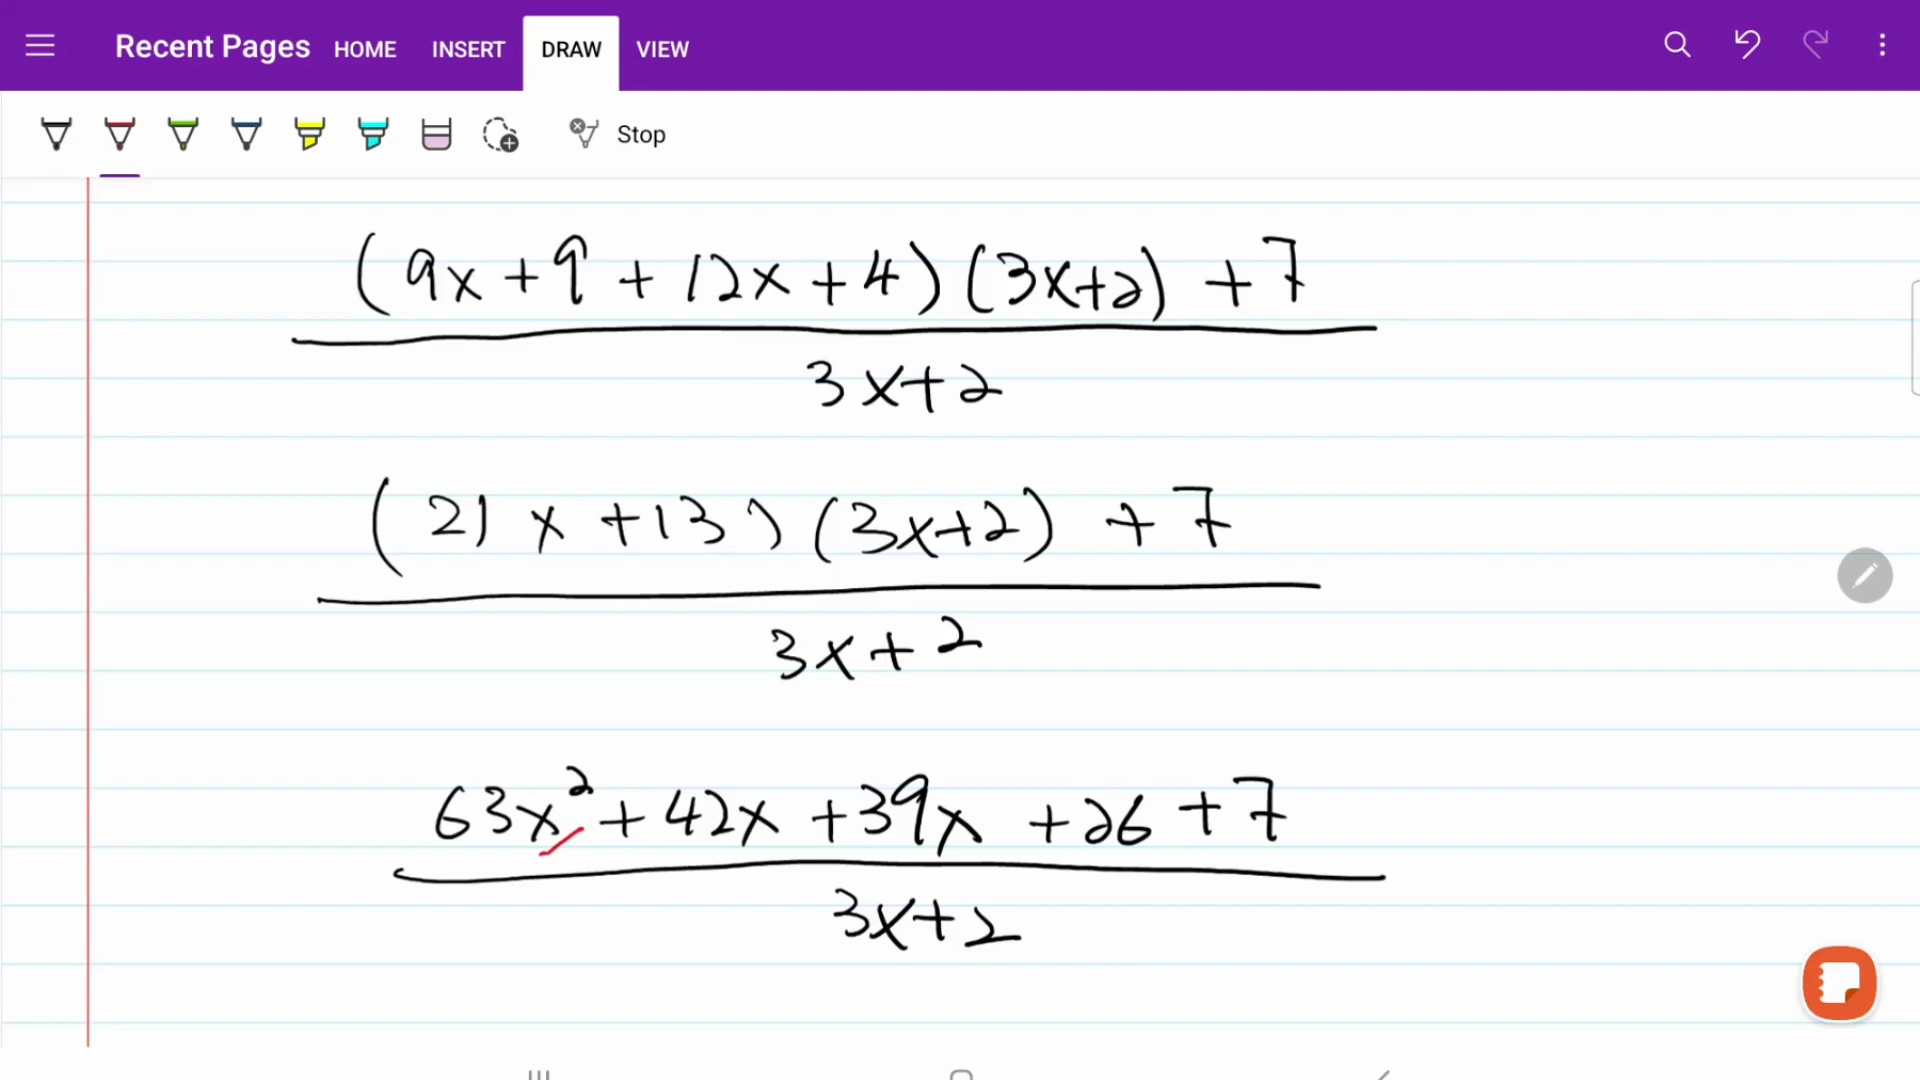 Recent Pages HOME INSERT DRAW VIEW
Stop
(9x+9+12x+4)(3x+2)+7
3x+2
(21x+13)(3x+2)+7
3x+2
63x²+42x+39x+26+7
3x+2